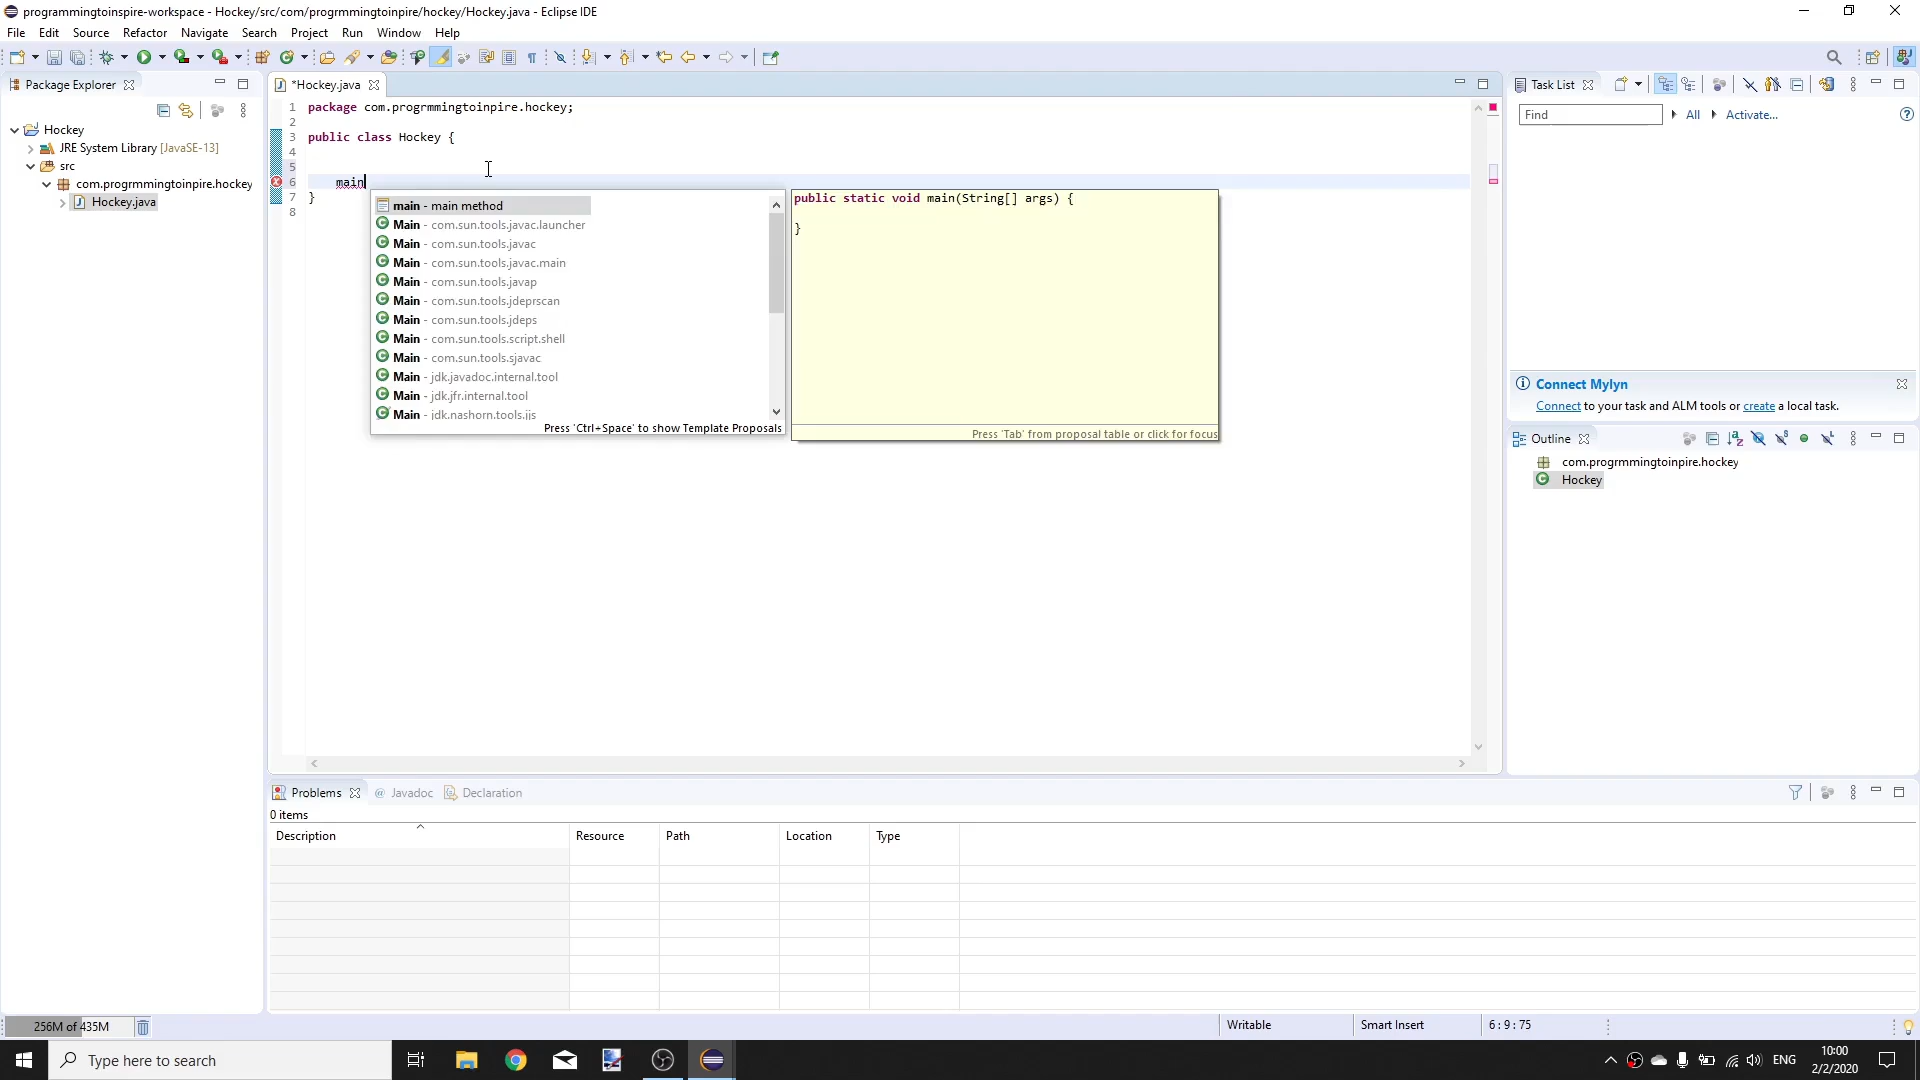 programmingtoinspire-workspace - Hockey/src/com/progrmmingtoinpire/hockey/Hockey.java - Eclipse IDE
File Edit Source Refactor Navigate Search Project Run Window Help
Package Explorer
Hockey
JRE System Library [JavaSE-13]
src
com.progrmmingtoinpire.hockey
Hockey.java
*Hockey.java
1 package com.progrmmingtoinpire.hockey;
2
3 public class Hockey {
4
5
6 main
7 }
8
main - main method
Main - com.sun.tools.javac.launcher
Main - com.sun.tools.javac
Main - com.sun.tools.javac.main
Main - com.sun.tools.javap
Main - com.sun.tools.jdeprscan
Main - com.sun.tools.jdeps
Main - com.sun.tools.script.shell
Main - com.sun.tools.sjavac
Main - jdk.javadoc.internal.tool
Main - jdk.jfr.internal.tool
Main - jdk.nashorn.tools.jjs
Press 'Ctrl+Space' to show Template Proposals
public static void main(String[] args) {
}
Press 'Tab' from proposal table or click for focus
Task List
Find All Activate...
Connect Mylyn
Connect to your task and ALM tools or create a local task.
Outline
com.progrmmingtoinpire.hockey
Hockey
Problems Javadoc Declaration
0 items
Description Resource Path Location Type
256M of 435M
Writable Smart Insert 6 : 9 : 75
Type here to search
ENG
10:00
2/2/2020